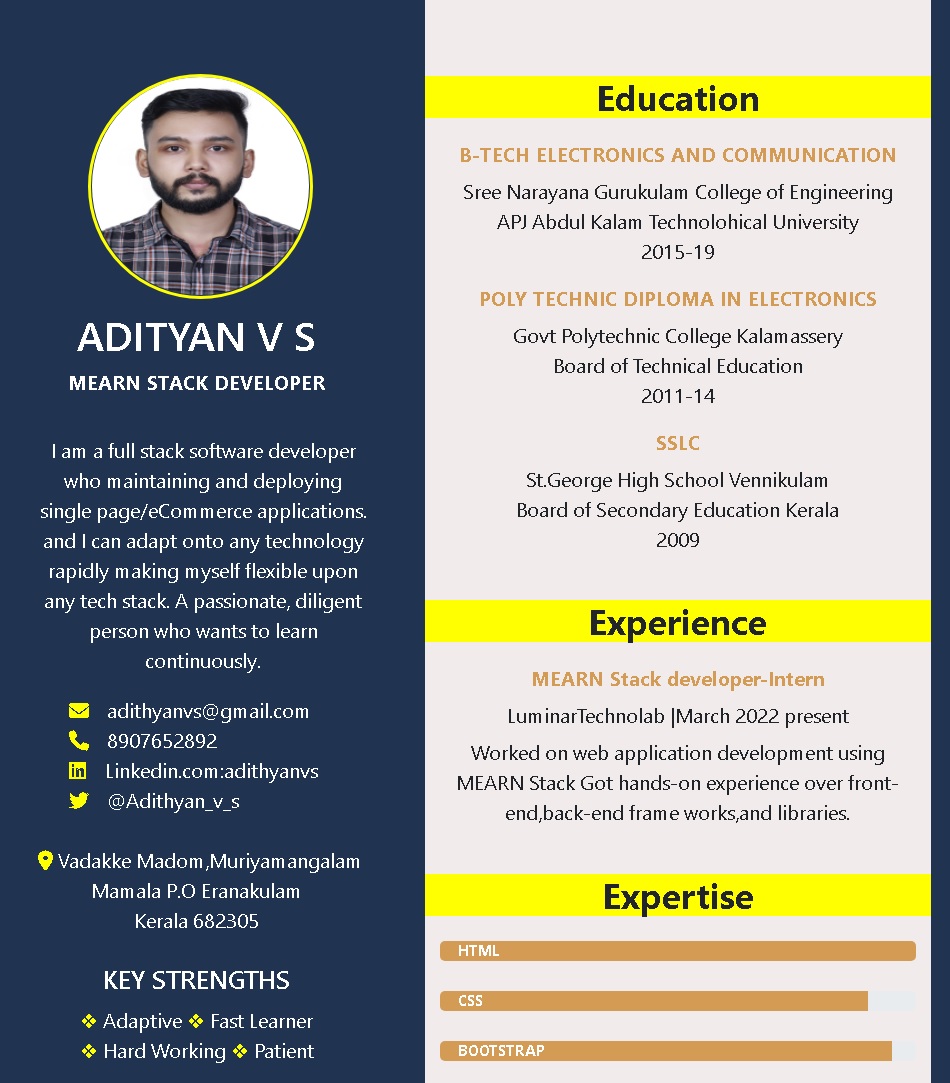 ADITYAN V S
MEARN STACK DEVELOPER
I am a full stack software developer
who maintaining and deploying
single page/eCommerce applications.
and I can adapt onto any technology
rapidly making myself flexible upon
any tech stack. A passionate, diligent
person who wants to learn
continuously.
adithyanvs@gmail.com
8907652892
Linkedin.com:adithyanvs
@Adithyan_v_s
Vadakke Madom,Muriyamangalam
Mamala P.O Eranakulam
Kerala 682305
KEY STRENGTHS
❖ Adaptive ❖ Fast Learner
❖ Hard Working ❖ Patient
Education
B-TECH ELECTRONICS AND COMMUNICATION
Sree Narayana Gurukulam College of Engineering
APJ Abdul Kalam Technolohical University
2015-19
POLY TECHNIC DIPLOMA IN ELECTRONICS
Govt Polytechnic College Kalamassery
Board of Technical Education
2011-14
SSLC
St.George High School Vennikulam
Board of Secondary Education Kerala
2009
Experience
MEARN Stack developer-Intern
LuminarTechnolab |March 2022 present
Worked on web application development using
MEARN Stack Got hands-on experience over front-
end,back-end frame works,and libraries.
Expertise
HTML
CSS
BOOTSTRAP